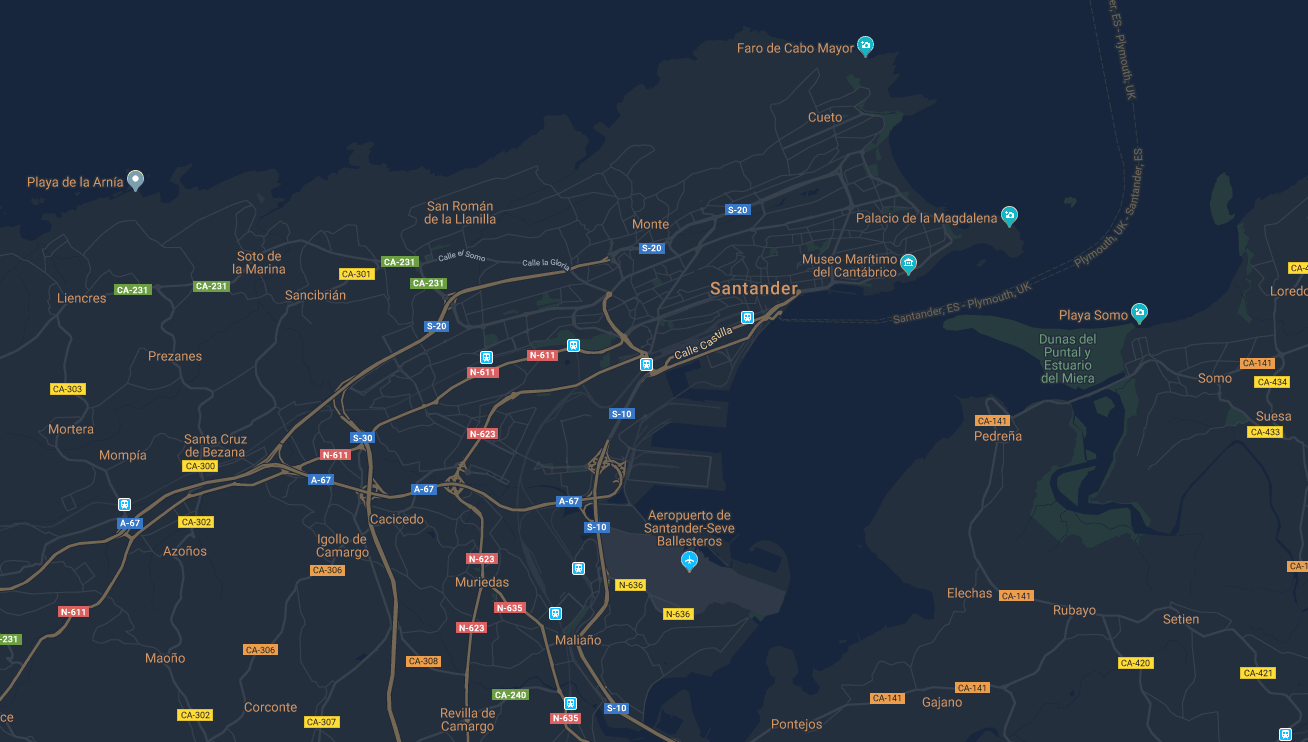 Faro de Cabo Mayor
er, ES - Plymouth, UK
Cueto
Playa de la Arnía
San Román
de la Llanilla
S-20
Palacio de la Magdalena
Monte
S-20
Plymouth, UK - Santander, ES
Soto de
la Marina
CA-231
Calle el Somo
Calle la Gloria
Museo Marítimo
del Cantábrico
CA-301
CA-4
CA-231
Liencres
CA-231
CA-231
Sancibrián
Santander
Loredo
Santander, ES - Plymouth, UK
Playa Somo
S-20
Calle Castilla
Dunas del
Puntal y
Estuario
del Miera
Prezanes
N-611
N-611
CA-141
Somo
CA-434
CA-303
S-10
CA-141
Suesa
CA-433
Mortera
Pedreña
N-623
S-30
Santa Cruz
de Bezana
Mompía
N-611
CA-300
A-67
A-67
A-67
A-67
CA-302
Cacicedo
S-10
Aeropuerto de
Santander-Seve
Ballesteros
Azoños
Igollo de
Camargo
N-623
CA-306
CA-1
Muriedas
N-636
Elechas
CA-141
N-611
N-635
N-636
Rubayo
Setien
N-623
-231
Maliaño
CA-306
Maoño
CA-308
CA-420
CA-421
CA-240
CA-141
CA-141
Gajano
Corconte
S-10
ce
CA-302
CA-307
Revilla de
Camargo
N-635
Pontejos